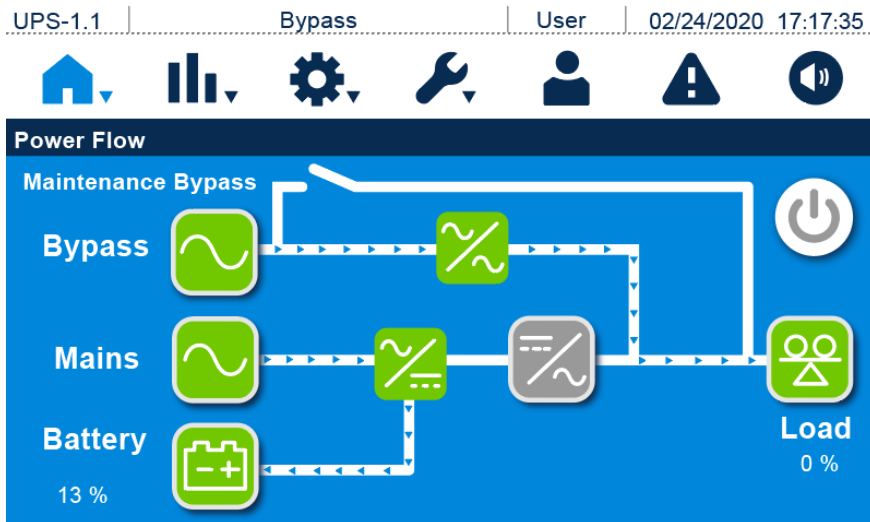 UPS-1.1 Bypass User 02/24/2020 17:17:35
Power Flow
Maintenance Bypass
Bypass
Mains
Battery
13 %
Load
0 %